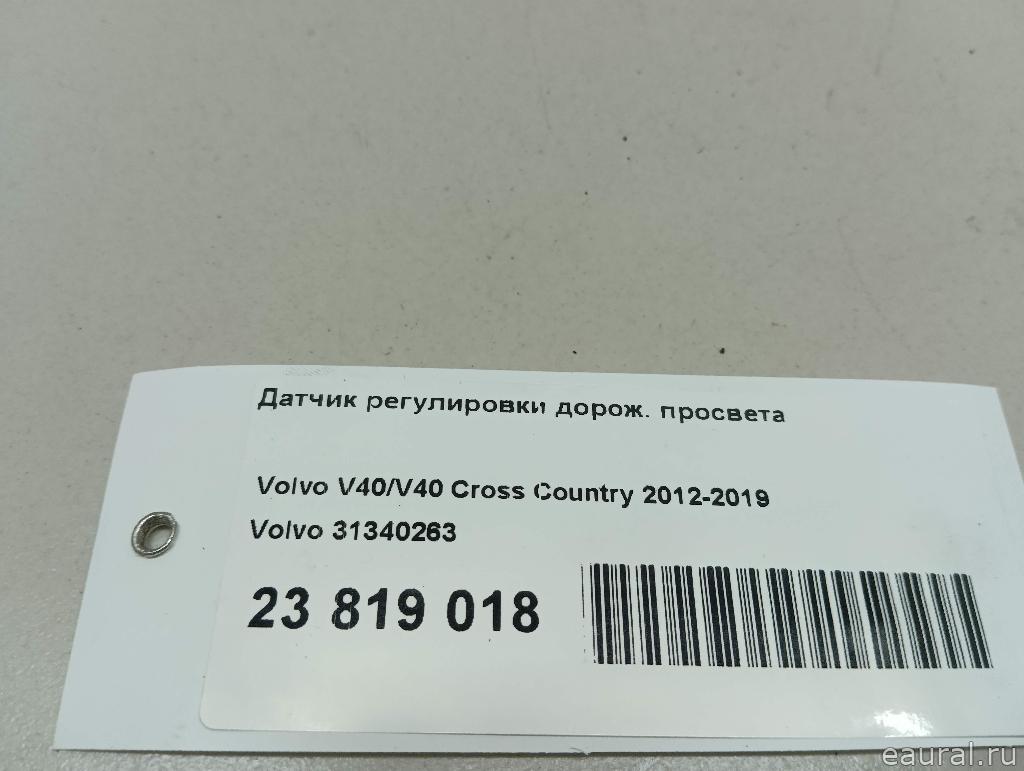 Датчик регулировки дорож. просвета
Volvo V40/V40 Cross Country 2012-2019
Volvo 31340263
23 819 018
eaural.ru